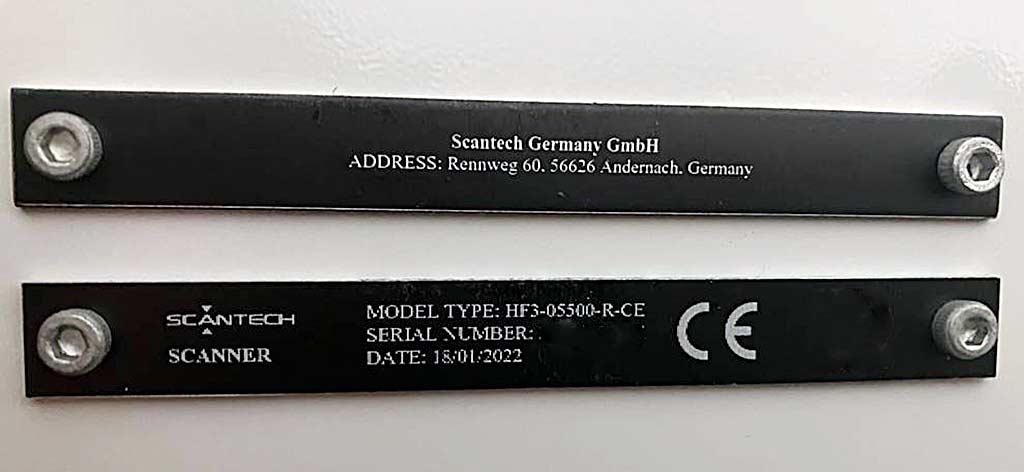 Scantech Germany GmbH
ADDRESS: Rennweg 60. 56626 Andernach. Germany
SCANTECH
SCANNER
MODEL TYPE: HF3-05500-R-CE
SERIAL NUMBER:
DATE: 18/01/2022
CE